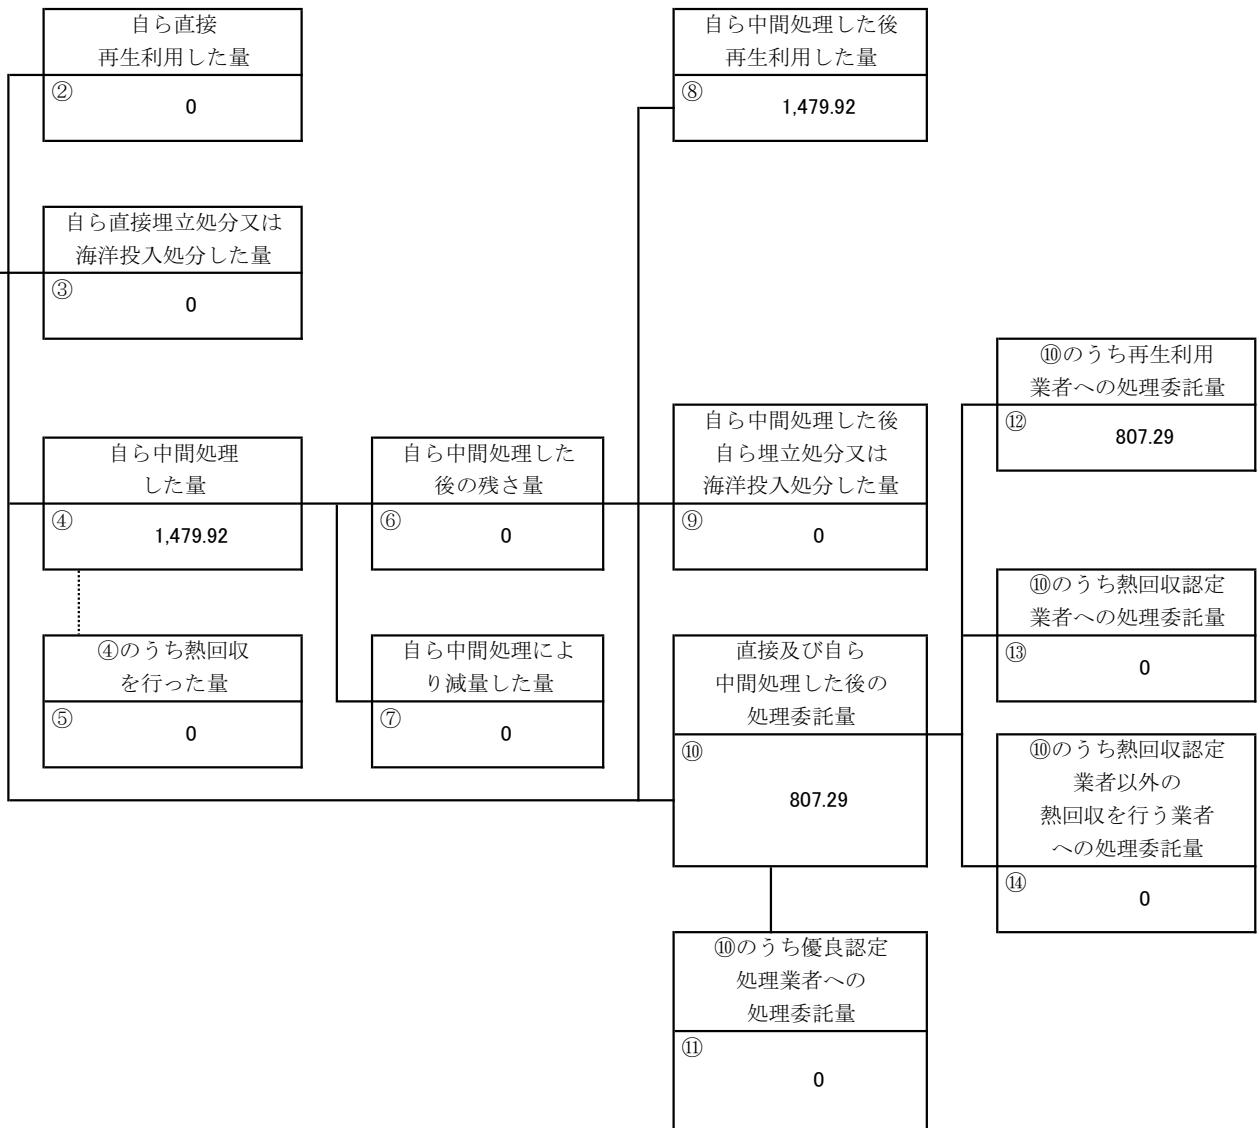 自ら直接
再生利用した量
②
0
自ら中間処理した後
再生利用した量
⑧
1,479.92
自ら直接埋立処分又は
海洋投入処分した量
③
0
⑩のうち再生利用
業者への処理委託量
⑫
807.29
自ら中間処理
した量
④
1,479.92
自ら中間処理した
後の残さ量
⑥
0
自ら中間処理した後
自ら埋立処分又は
海洋投入処分した量
⑨
0
⑩のうち熱回収認定
業者への処理委託量
⑬
0
④のうち熱回収
を行った量
⑤
0
自ら中間処理によ
り減量した量
⑦
0
直接及び自ら
中間処理した後の
処理委託量
⑩
807.29
⑩のうち熱回収認定
業者以外の
熱回収を行う業者
への処理委託量
⑭
0
⑩のうち優良認定
処理業者への
処理委託量
⑪
0